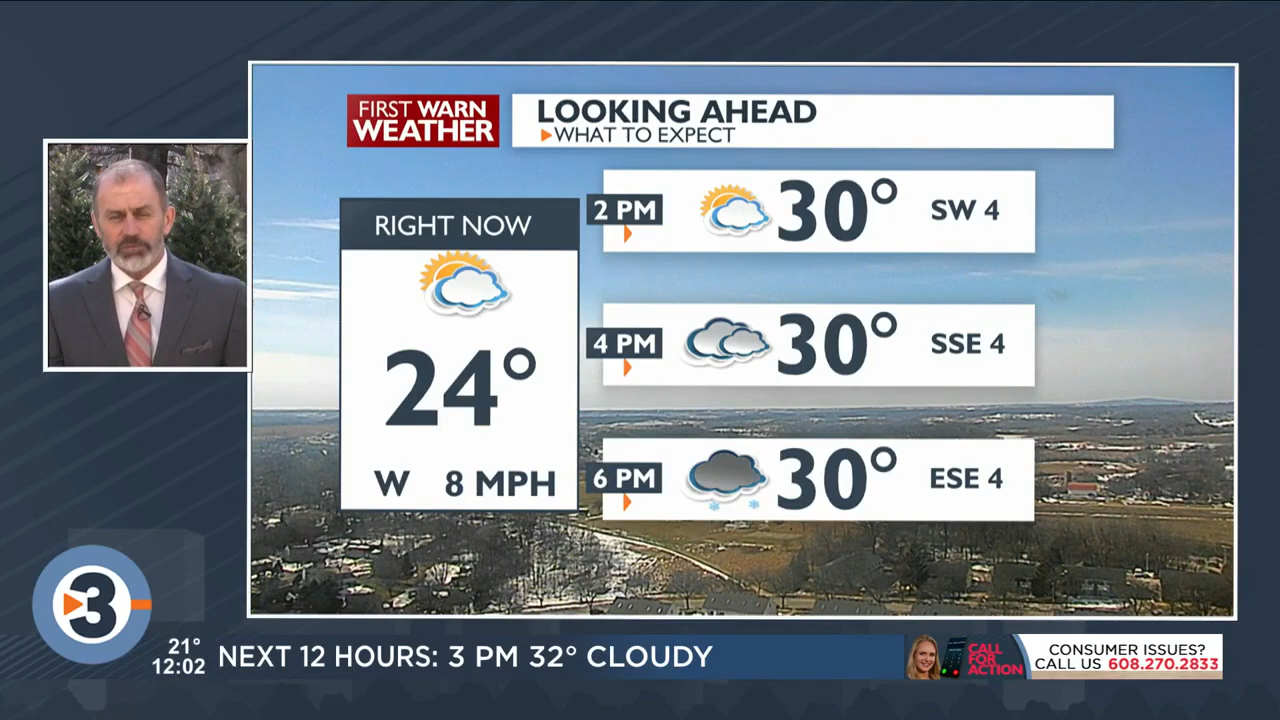 FIRST WARN
WEATHER
LOOKING AHEAD
WHAT TO EXPECT
RIGHT NOW
24°
W 8 MPH
2 PM 30° SW 4
4 PM 30° SSE 4
6 PM 30° ESE 4
3
21°
12:02
NEXT 12 HOURS: 3 PM 32° CLOUDY
CALL
FOR
ACTION
CONSUMER ISSUES?
CALL US 608.270.2833